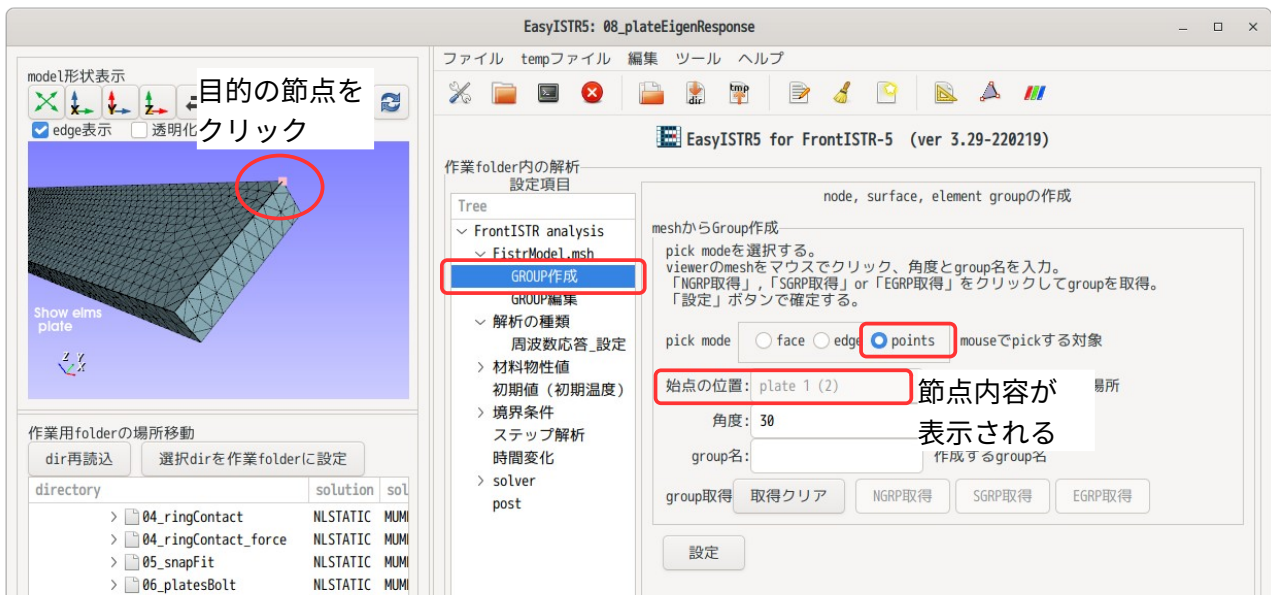 EasyISTR5: 08_plateEigenResponse
model形状表示
目的の節点を
クリック
edge表示 透明化
Show elms
plate
Z Y
X
作業用folderの場所移動
dir再読込 選択dirを作業folderに設定
directory solution sol
04_ringContact NLSTATIC MUM
04_ringContact_force NLSTATIC MUM
05_snapFit NLSTATIC MUM
06_platesBolt NLSTATIC MUM
ファイル tempファイル 編集 ツール ヘルプ
dir tmp
EasyISTR5 for FrontISTR-5 (ver 3.29-220219)
作業folder内の解析
設定項目
Tree
FrontISTR analysis
FistrModel.msh
GROUP作成
GROUP編集
解析の種類
周波数応答_設定
材料物性値
初期値（初期温度）
境界条件
ステップ解析
時間変化
solver
post
node, surface, element groupの作成
meshからGroup作成
pick modeを選択する。
viewerのmeshをマウスでクリック、角度とgroup名を入力。
「NGRP取得」,「SGRP取得」or「EGRP取得」をクリックしてgroupを取得。
「設定」ボタンで確定する。
pick mode face edge points mouseでpickする対象
始点の位置: plate 1 (2) 場所
節点内容が
表示される
角度: 30
group名: 作成するgroup名
group取得 取得クリア NGRP取得 SGRP取得 EGRP取得
設定